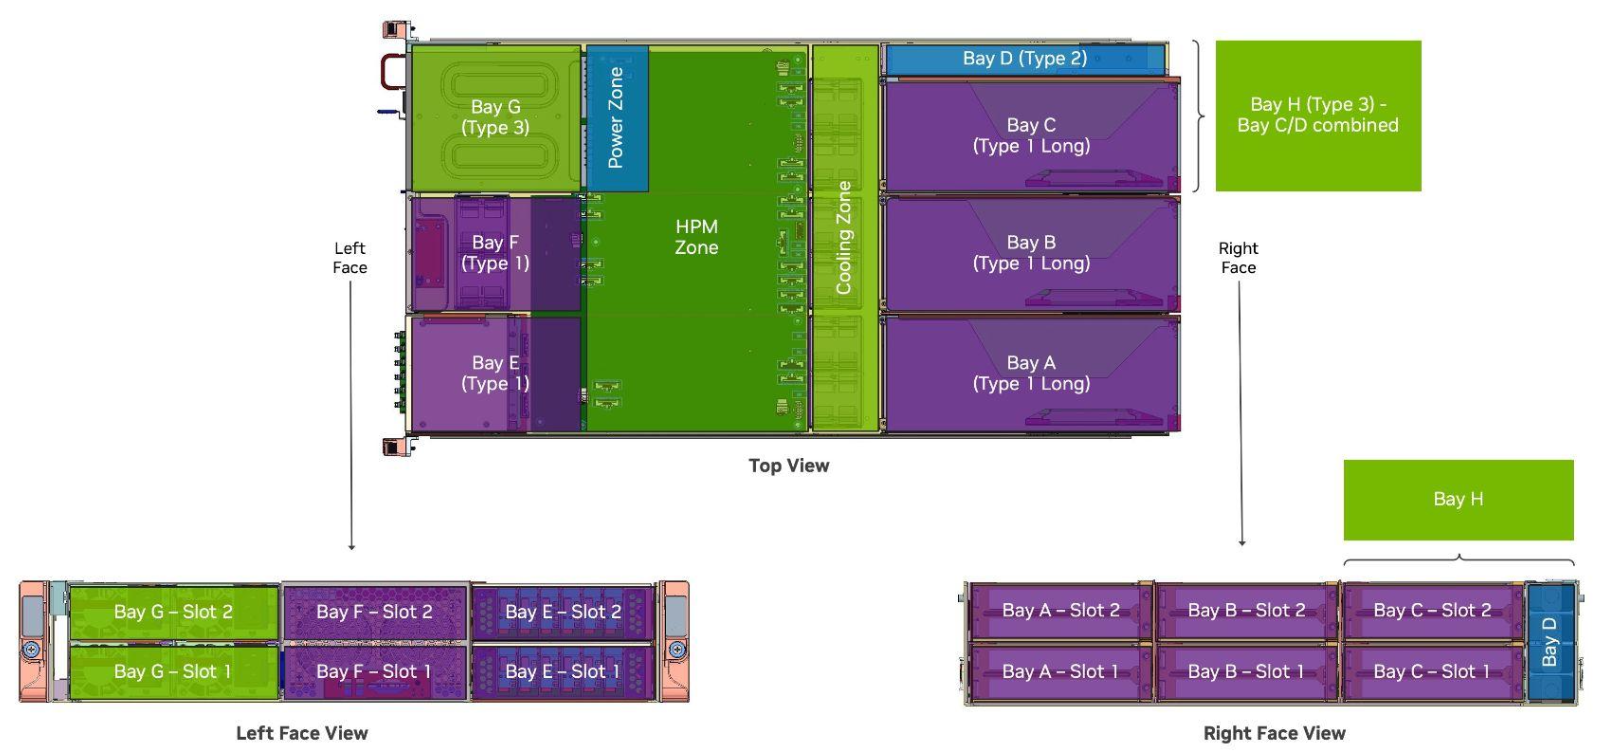 Bay D (Type 2)
Bay G
(Type 3)
Power Zone
Bay C
(Type 1 Long)
Bay H (Type 3) -
Bay C/D combined
Bay F
(Type 1)
HPM
Zone
Cooling Zone
Bay B
(Type 1 Long)
Left
Face
Right
Face
Bay E
(Type 1)
Bay A
(Type 1 Long)
Top View
Bay H
Bay G – Slot 2
Bay F – Slot 2
Bay E – Slot 2
Bay G – Slot 1
Bay F – Slot 1
Bay E – Slot 1
Left Face View
Bay A – Slot 2
Bay B – Slot 2
Bay C – Slot 2
Bay D
Bay A – Slot 1
Bay B – Slot 1
Bay C – Slot 1
Right Face View